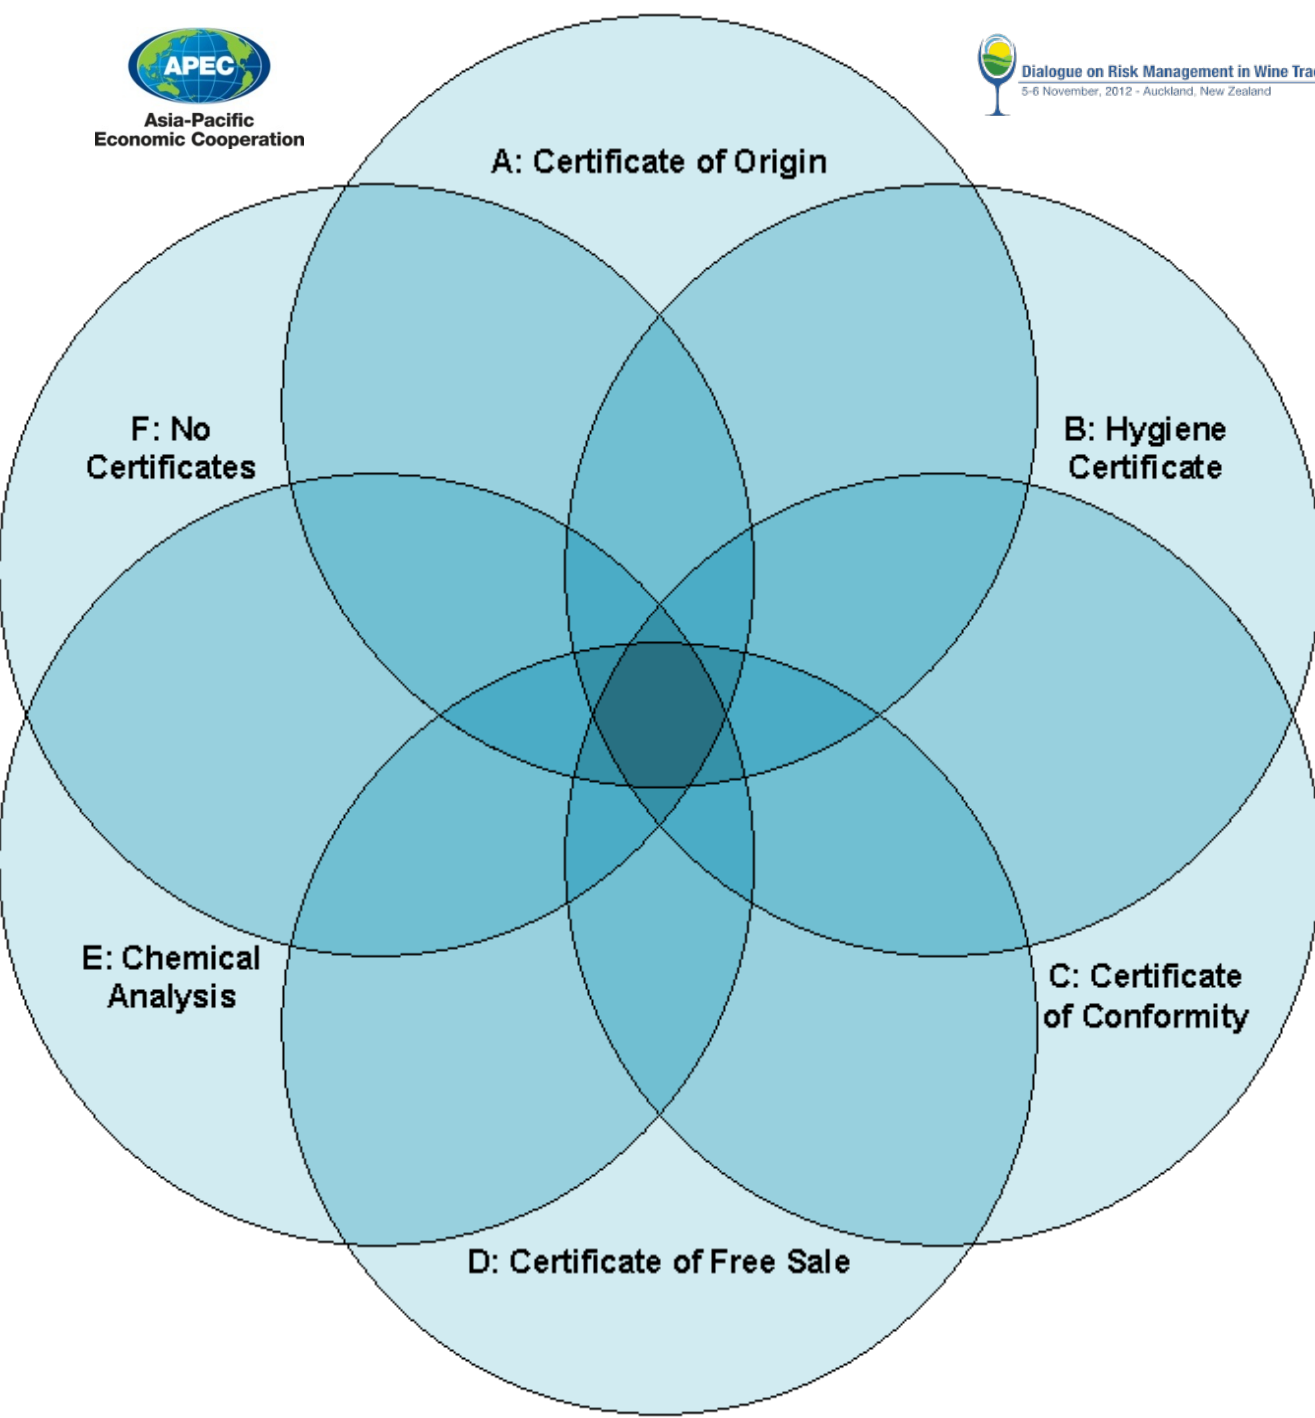 APEC
Asia-Pacific
Economic Cooperation
Dialogue on Risk Management in Wine
5-6 November, 2012 - Auckland, New Zealand
A: Certificate of Origin
F: No
Certificates
B: Hygiene
Certificate
E: Chemical
Analysis
C: Certificate
of Conformity
D: Certificate of Free Sale